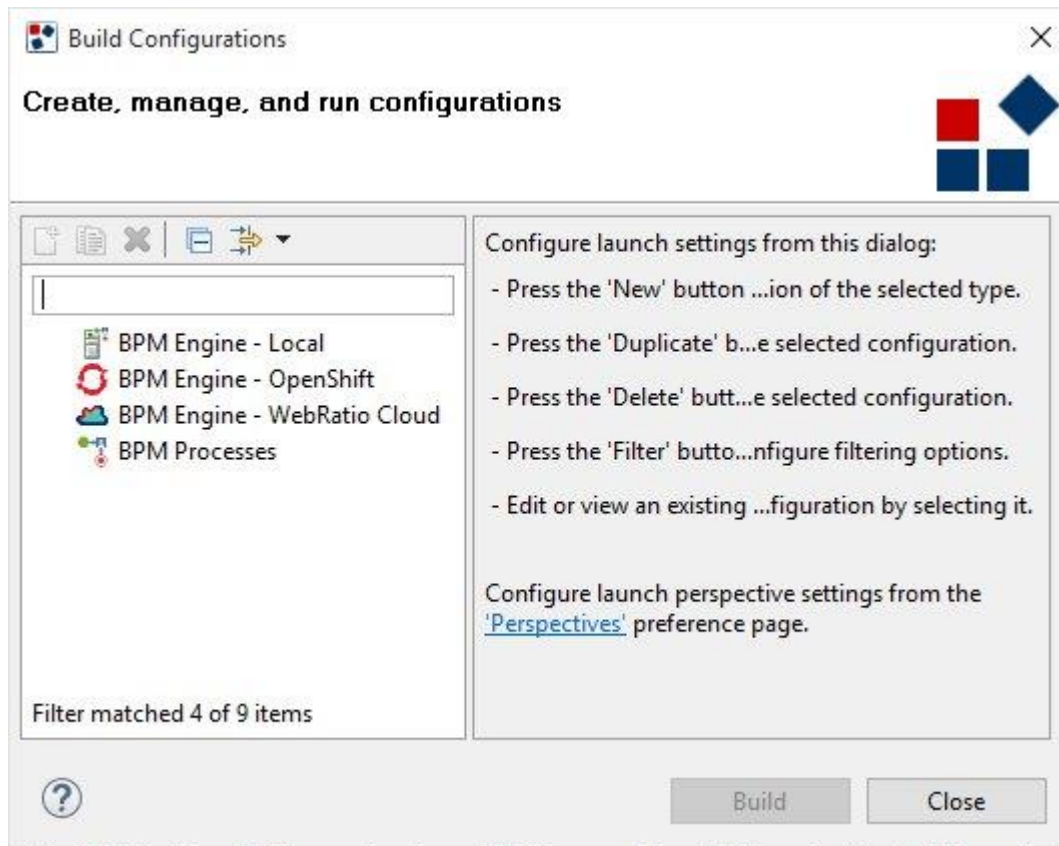 Build Configurations
Create, manage, and run configurations
BPM Engine - Local
BPM Engine - OpenShift
BPM Engine - WebRatio Cloud
BPM Processes
Filter matched 4 of 9 items
Configure launch settings from this dialog:
- Press the 'New' button ...ion of the selected type.
- Press the 'Duplicate' b...e selected configuration.
- Press the 'Delete' butt...e selected configuration.
- Press the 'Filter' butto...nfigure filtering options.
- Edit or view an existing ...figuration by selecting it.
Configure launch perspective settings from the
'Perspectives' preference page.
?
Build
Close